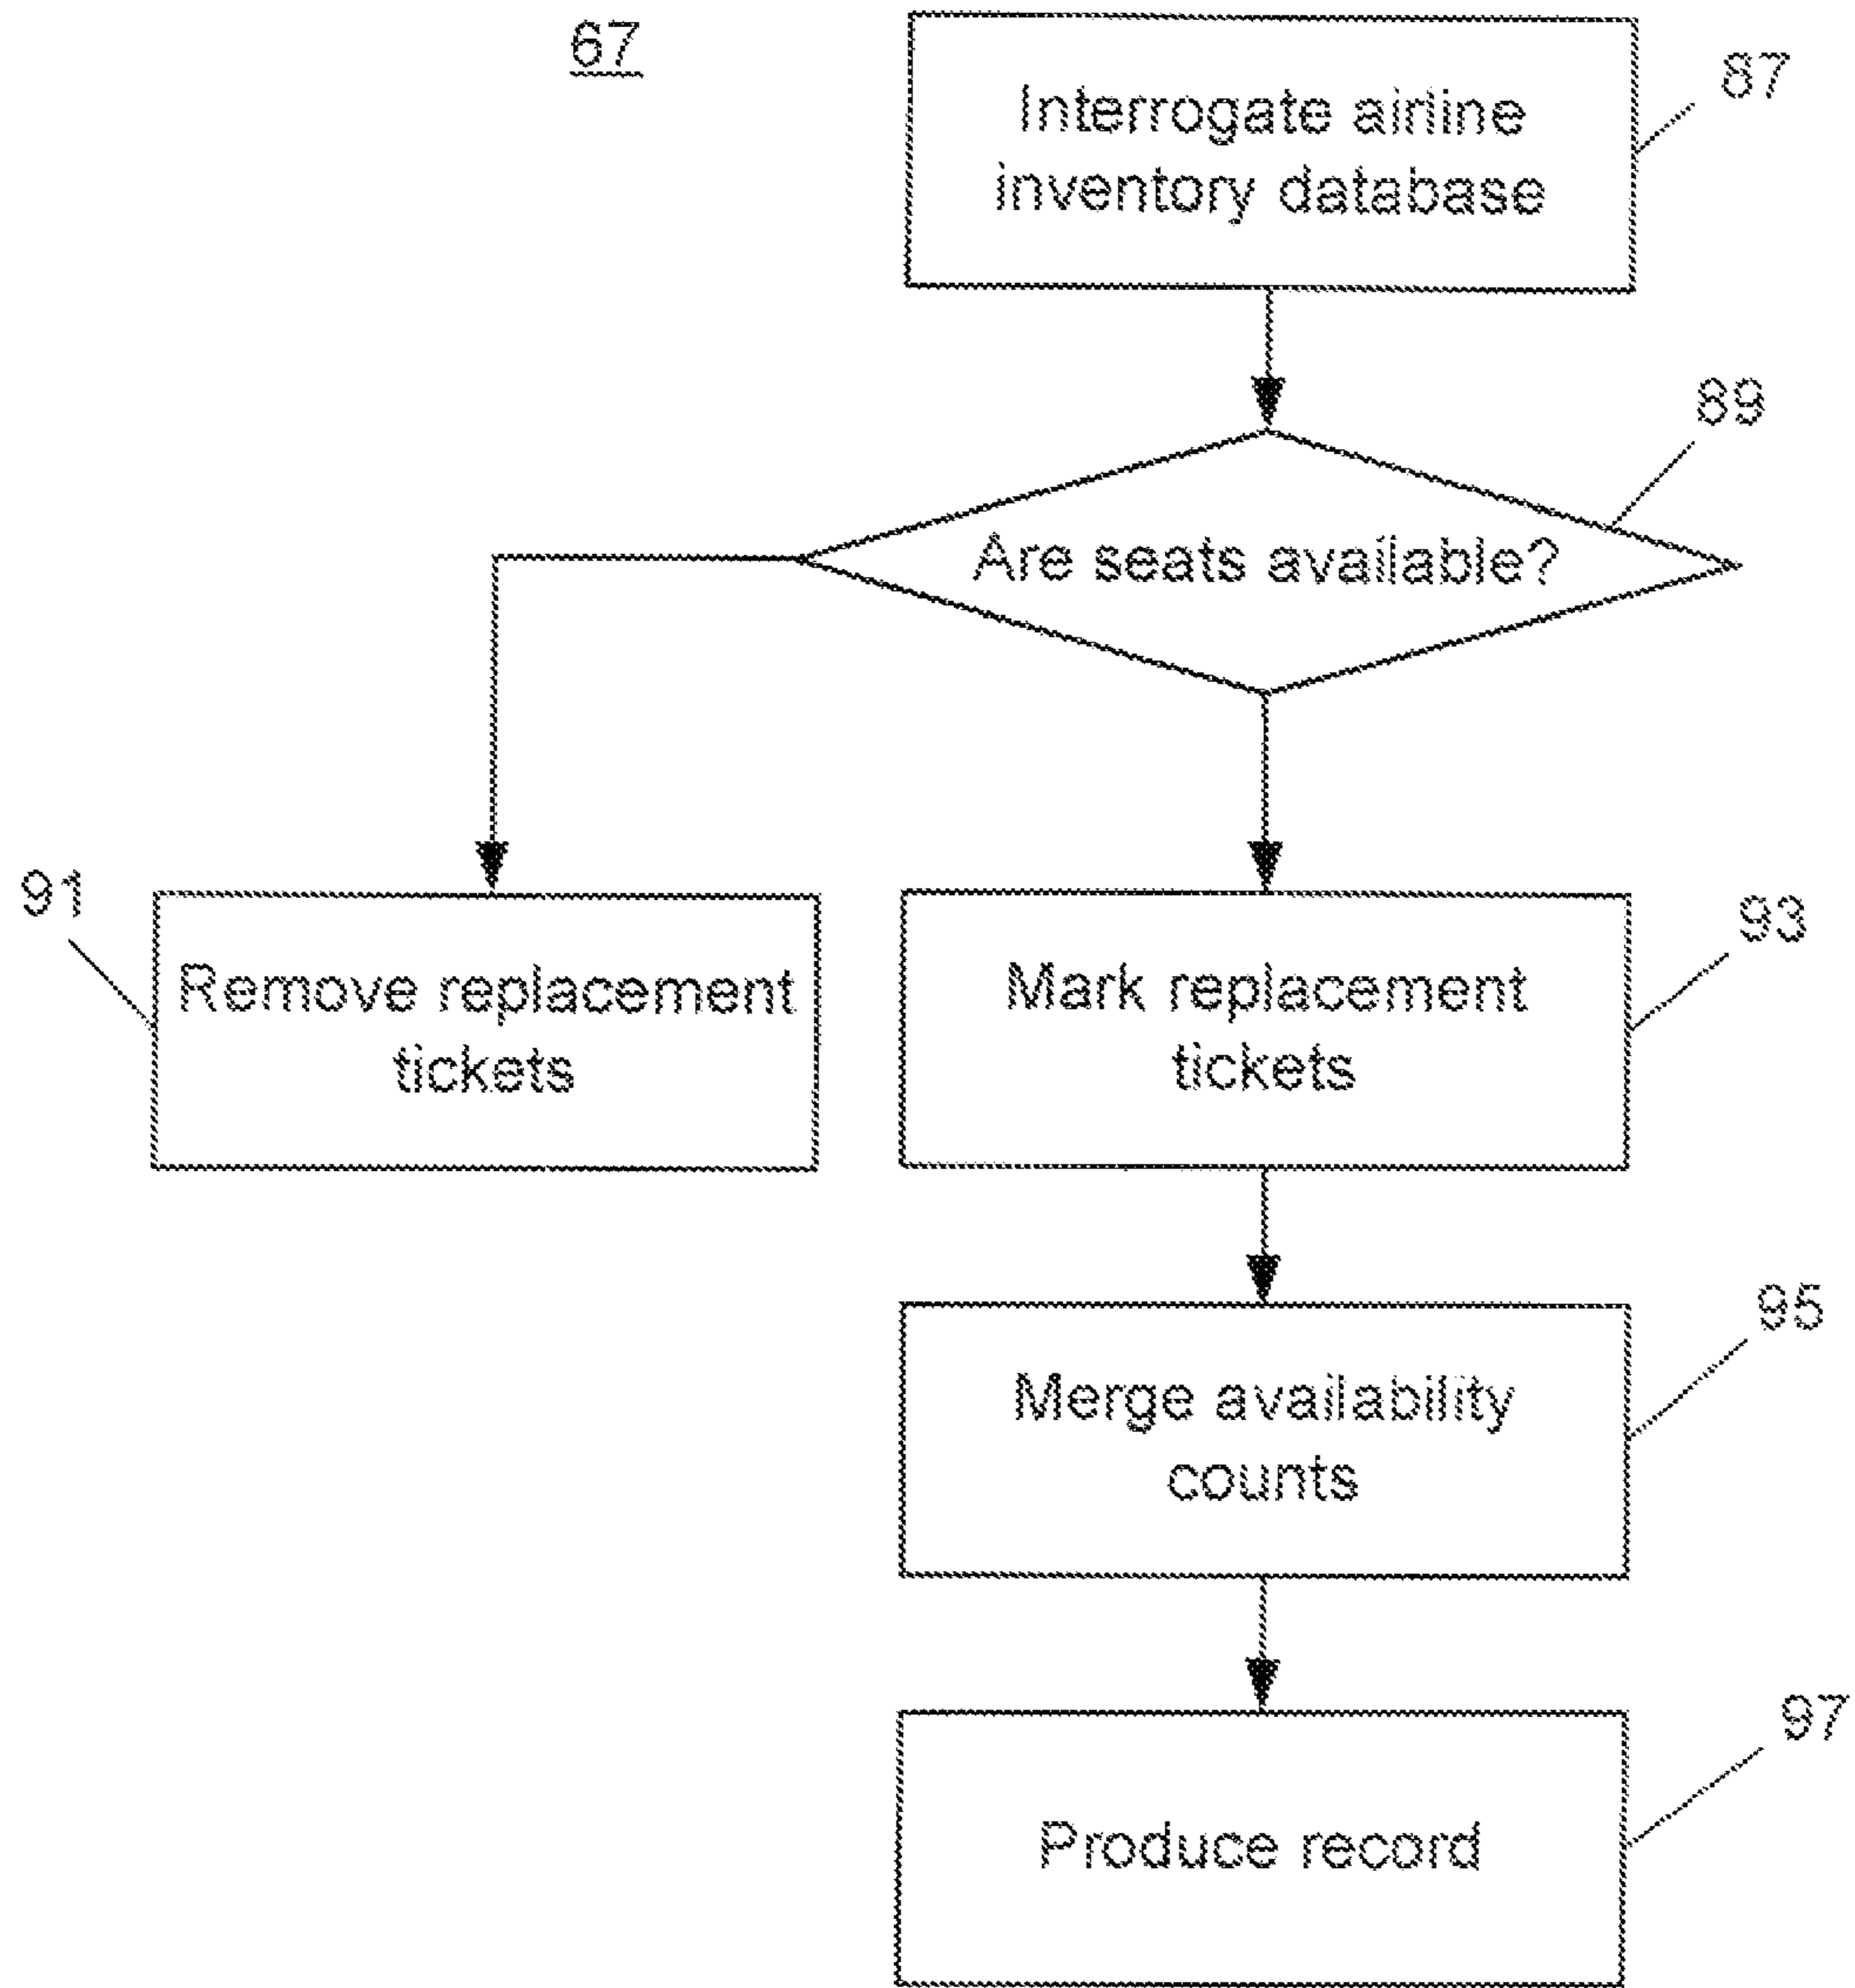 67
Interrogate airline
inventory database
87
Are seats available?
89
91
Remove replacement
tickets
Mark replacement
tickets
93
Merge availability
counts
95
Produce record
97